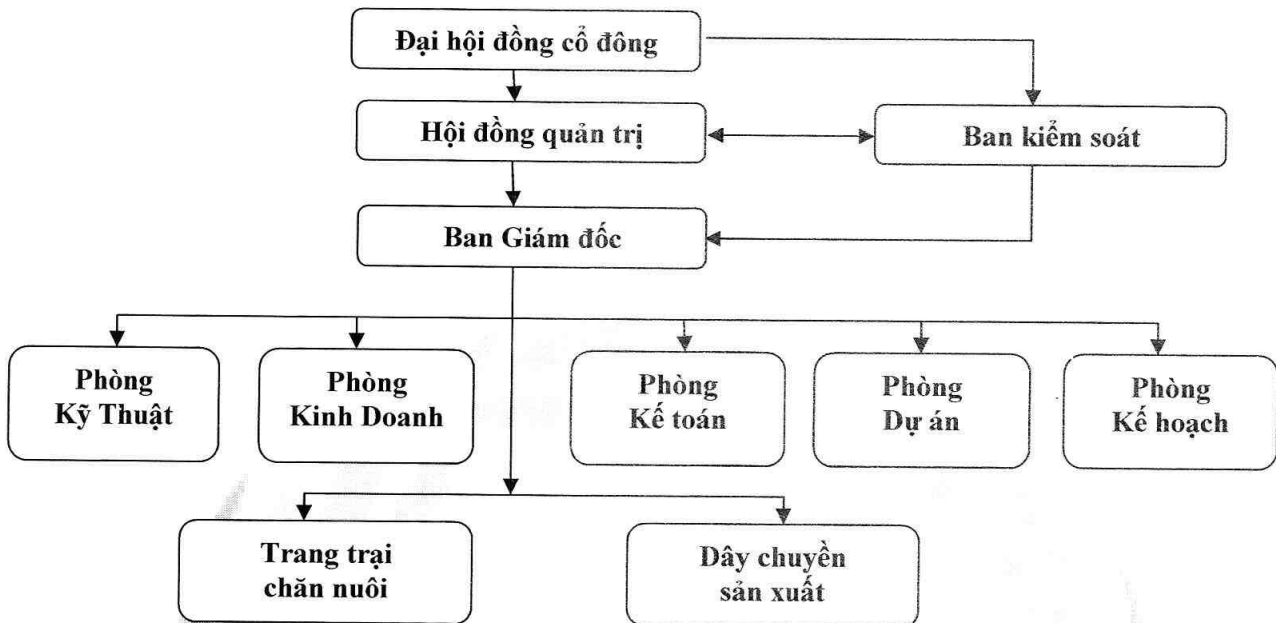 Đại hội đồng cổ đông
Hội đồng quản trị
Ban kiểm soát
Ban Giám đốc
Phòng
Kỹ Thuật
Phòng
Kinh Doanh
Phòng
Kế toán
Phòng
Dự án
Phòng
Kế hoạch
Trang trại
chăn nuôi
Dây chuyền
sản xuất